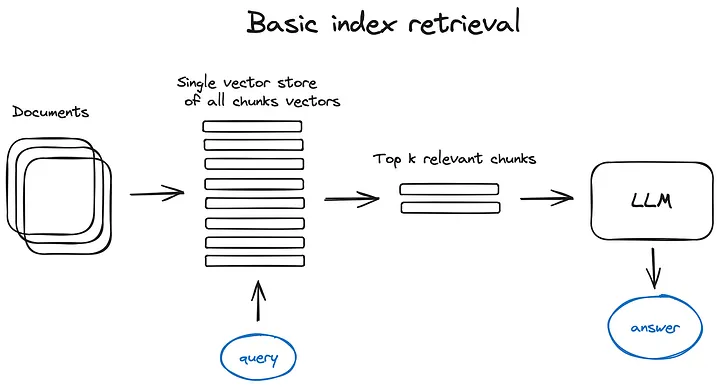 Basic index retrieval
Single vector store
of all chunks vectors
Documents
Top k relevant chunks
LLM
query
answer